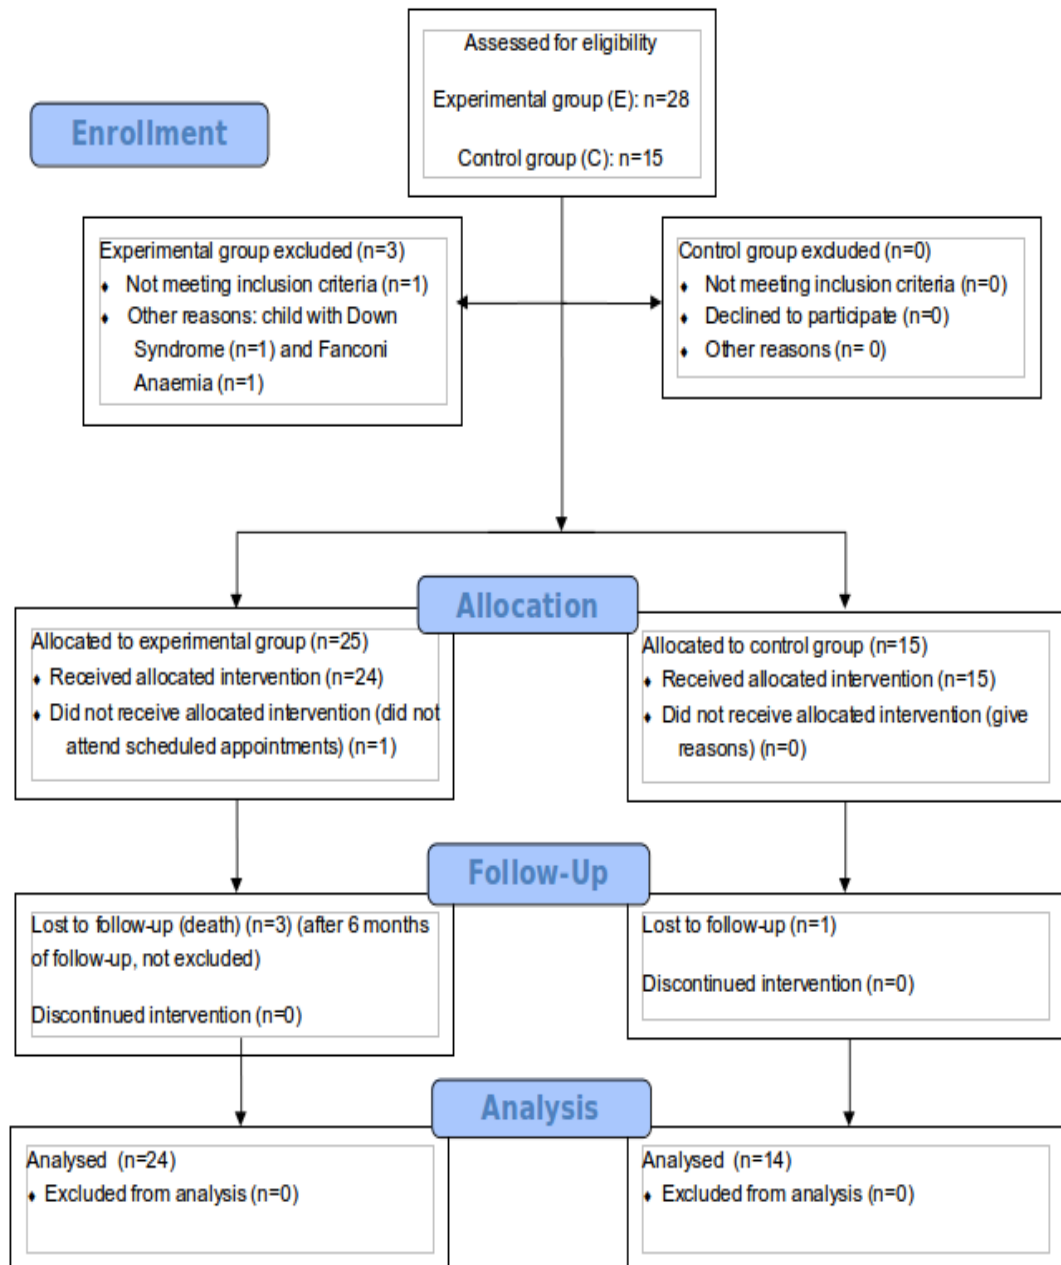 Assessed for eligibility
Experimental group (E): n=28
Control group (C): n=15
Enrollment
Experimental group excluded (n=3)
♦ Not meeting inclusion criteria (n=1)
♦ Other reasons: child with Down
Syndrome (n=1) and Fanconi
Anaemia (n=1)
Control group excluded (n=0)
♦ Not meeting inclusion criteria (n=0)
♦ Declined to participate (n=0)
♦ Other reasons (n= 0)
Allocation
Allocated to experimental group (n=25)
♦ Received allocated intervention (n=24)
♦ Did not receive allocated intervention (did not
attend scheduled appointments) (n=1)
Allocated to control group (n=15)
♦ Received allocated intervention (n=15)
♦ Did not receive allocated intervention (give
reasons) (n=0)
Follow-Up
Lost to follow-up (death) (n=3) (after 6 months
of follow-up, not excluded)
Discontinued intervention (n=0)
Lost to follow-up (n=1)
Discontinued intervention (n=0)
Analysis
Analysed (n=24)
♦ Excluded from analysis (n=0)
Analysed (n=14)
♦ Excluded from analysis (n=0)